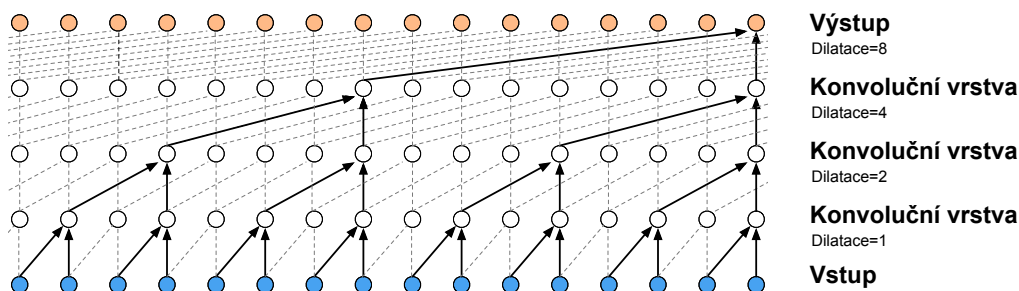 Výstup
Dilatace=8
Konvoluční vrstva
Dilatace=4
Konvoluční vrstva
Dilatace=2
Konvoluční vrstva
Dilatace=1
Vstup